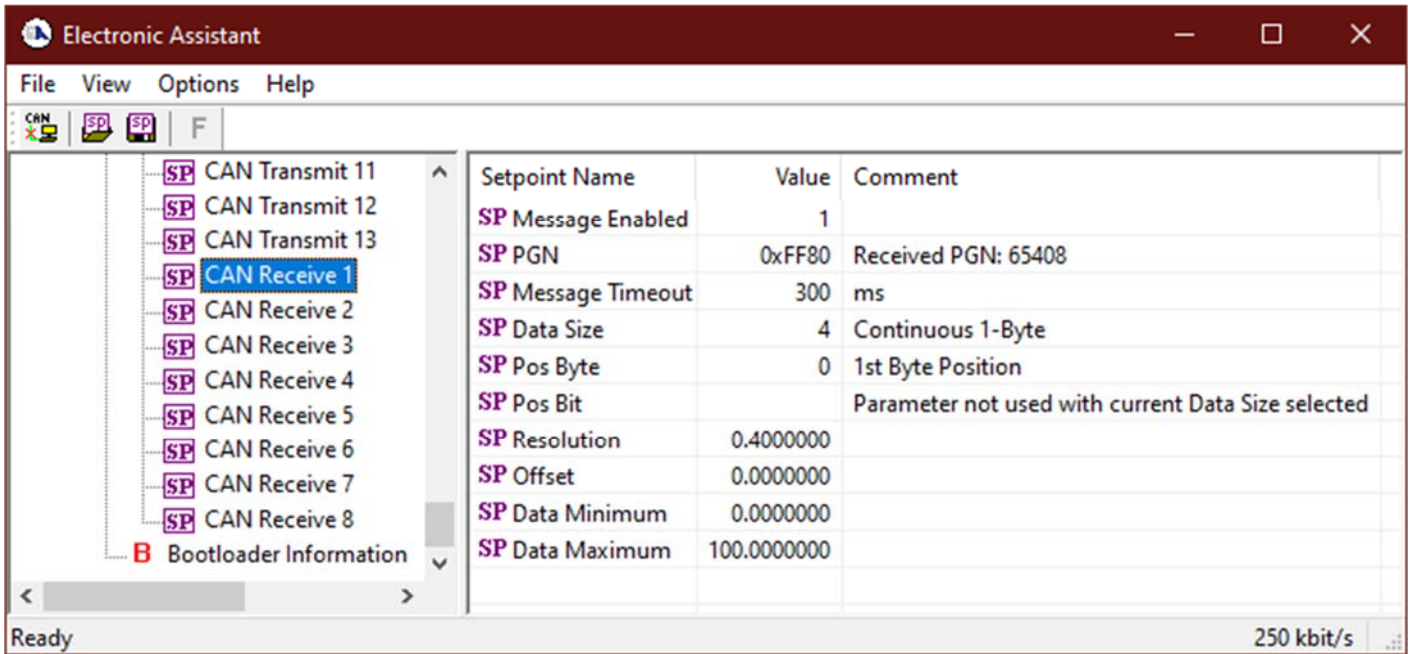 Electronic Assistant
File View Options Help
CAN SP SP F
SP CAN Transmit 11
SP CAN Transmit 12
SP CAN Transmit 13
SP CAN Receive 1
SP CAN Receive 2
SP CAN Receive 3
SP CAN Receive 4
SP CAN Receive 5
SP CAN Receive 6
SP CAN Receive 7
SP CAN Receive 8
B Bootloader Information
Setpoint Name Value Comment
SP Message Enabled 1
SP PGN 0xFF80 Received PGN: 65408
SP Message Timeout 300 ms
SP Data Size 4 Continuous 1-Byte
SP Pos Byte 0 1st Byte Position
SP Pos Bit Parameter not used with current Data Size selected
SP Resolution 0.4000000
SP Offset 0.0000000
SP Data Minimum 0.0000000
SP Data Maximum 100.0000000
Ready 250 kbit/s